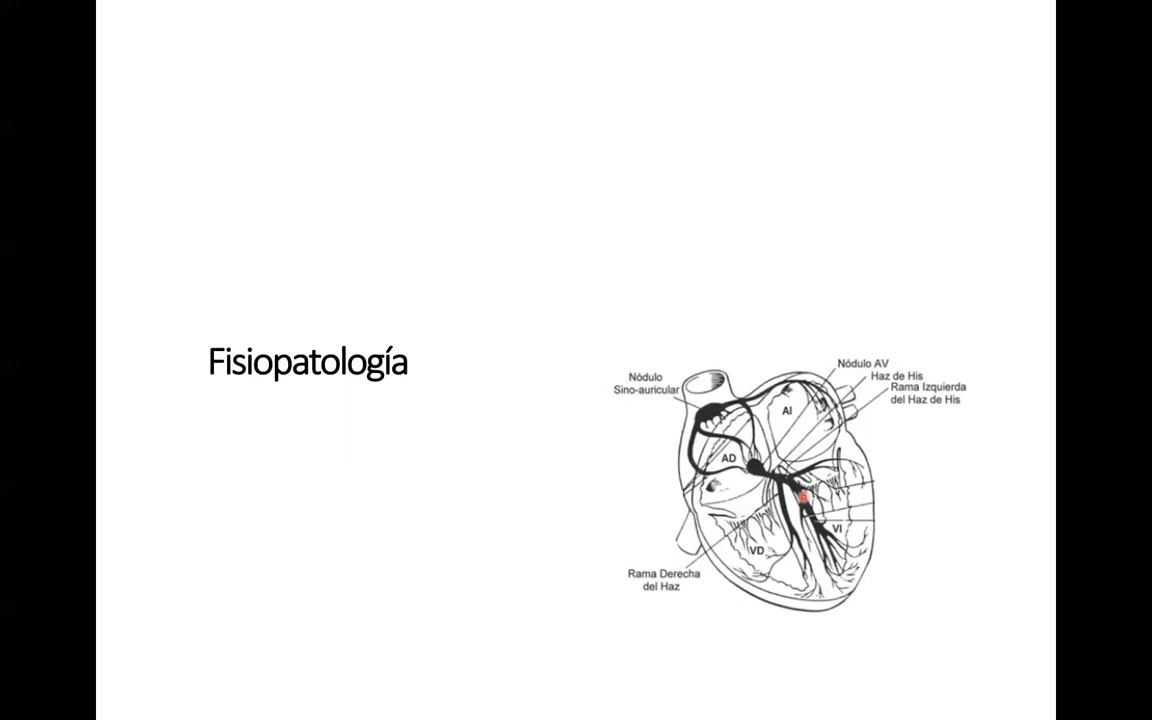 Fisiopatología
Nódulo
Sino-auricular
Nódulo AV
Haz de His
Rama Izquierda
del Haz de His
AI
AD
VI
VD
Rama Derecha
del Haz